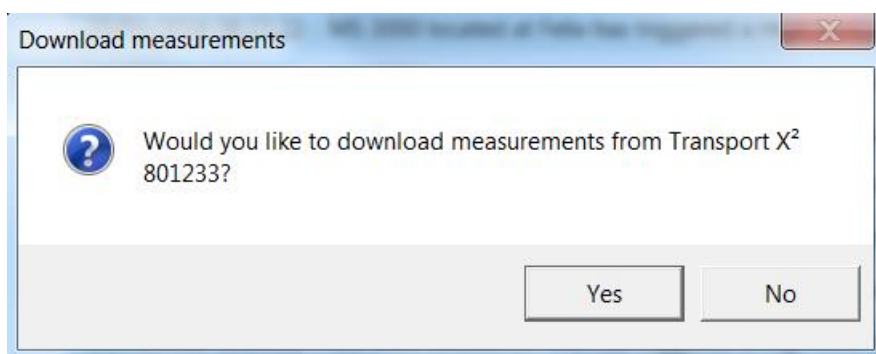 Download measurements
Would you like to download measurements from Transport X²
801233?
Yes
No